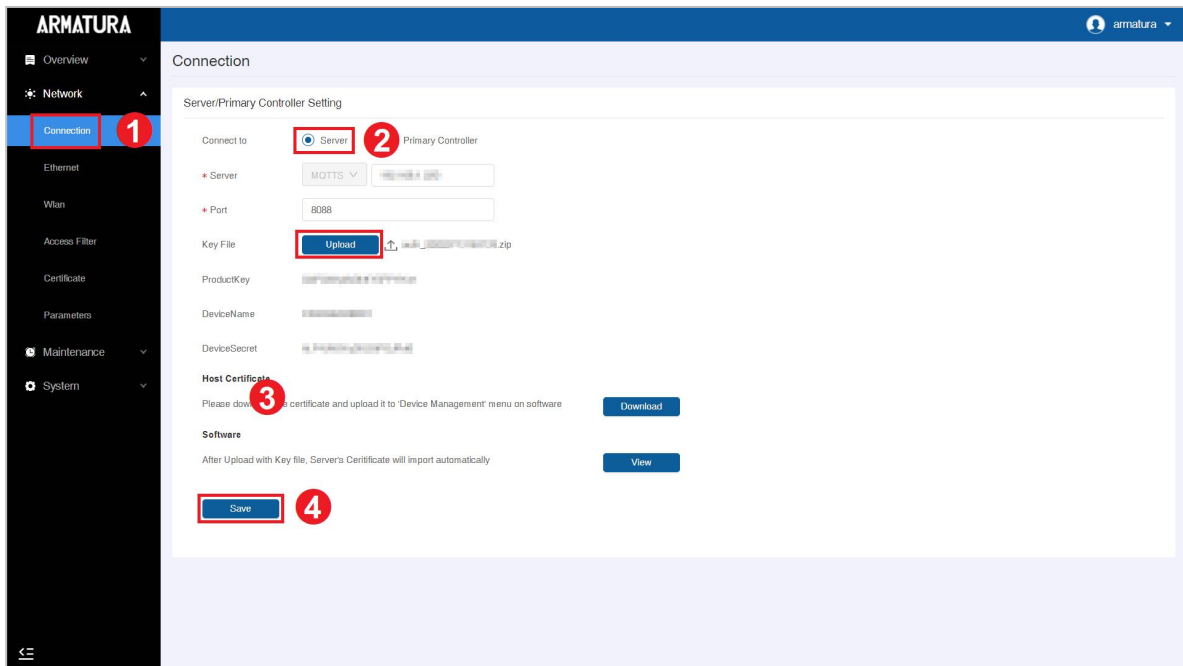 ARMATURA
armatura
Overview
Connection
Network
Server/Primary Controller Setting
Connection
1
Connect to
Server
2
Primary Controller
Ethernet
* Server
MQTTS
Wlan
* Port
8088
Access Filter
Key File
Upload
.zip
Certificate
ProductKey
Parameters
DeviceName
Maintenance
DeviceSecret
System
Host Certificate
3
Please certificate and upload it to 'Device Management' menu on software
Download
Software
After Upload with Key file, Server's Ceritificate will import automatically
View
Save
4